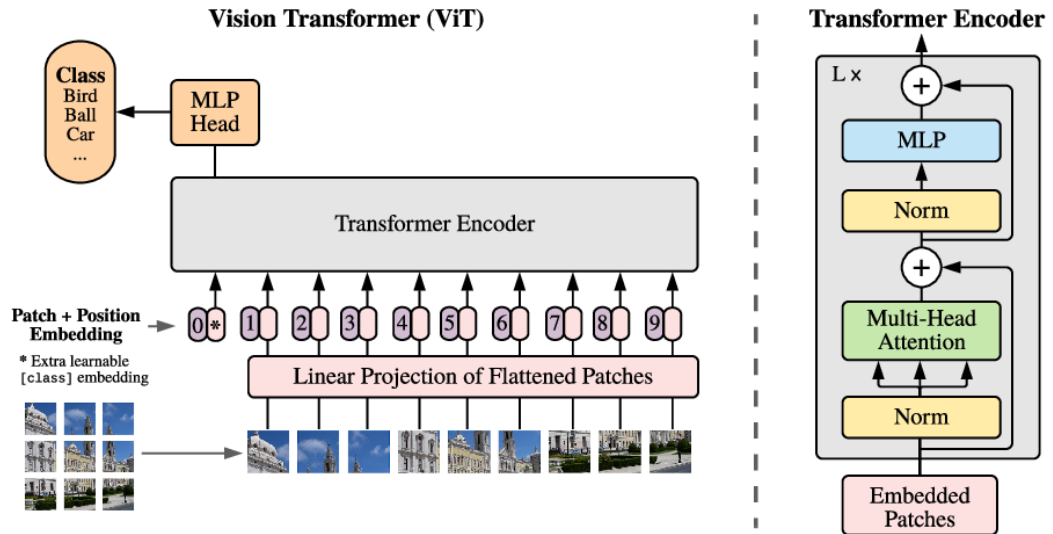 Vision Transformer (ViT)
Class
Bird
Ball
Car
...
MLP
Head
Transformer Encoder
Patch + Position
Embedding
* Extra learnable
[class] embedding
0 * 1 2 3 4 5 6 7 8 9
Linear Projection of Flattened Patches
Transformer Encoder
L ×
+
MLP
Norm
+
Multi-Head
Attention
Norm
Embedded
Patches